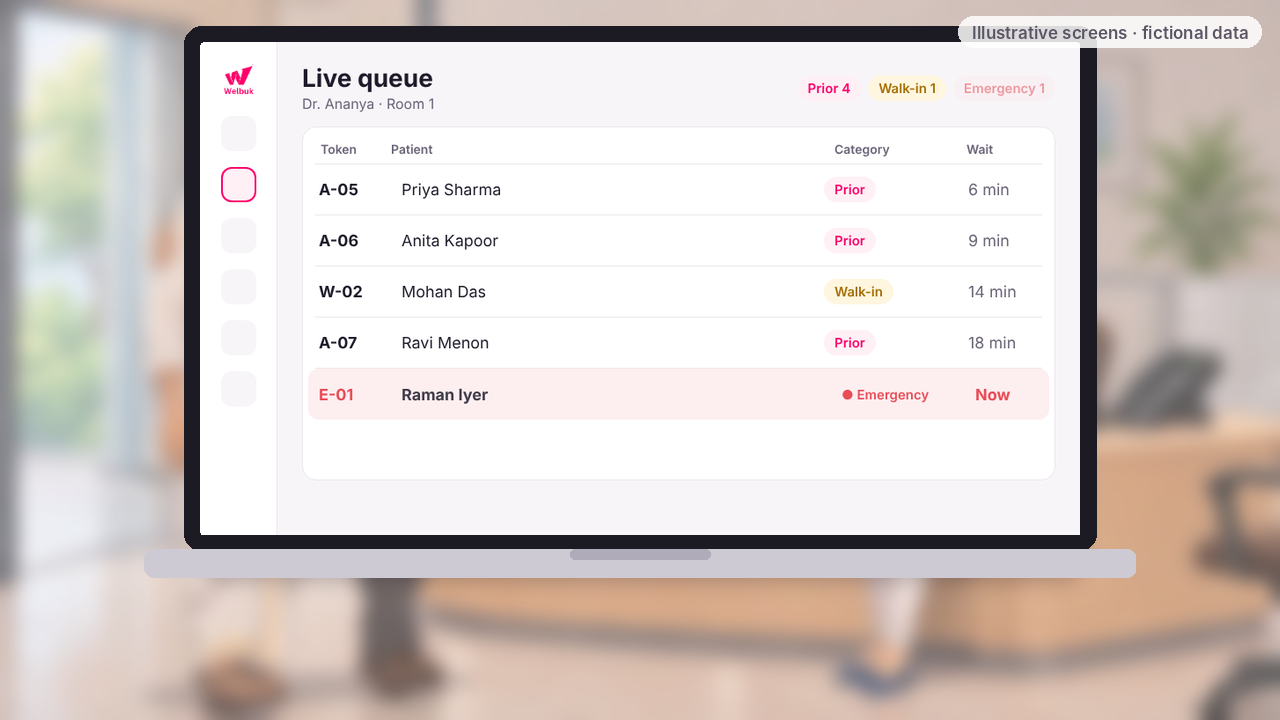 Illustrative screens · fictional data
Welbuk
Live queue
Dr. Ananya · Room 1
Prior 4 Walk-in 1 Emergency 1
Token Patient Category Wait
A-05 Priya Sharma Prior 6 min
A-06 Anita Kapoor Prior 9 min
W-02 Mohan Das Walk-in 14 min
A-07 Ravi Menon Prior 18 min
E-01 Raman Iyer Emergency Now